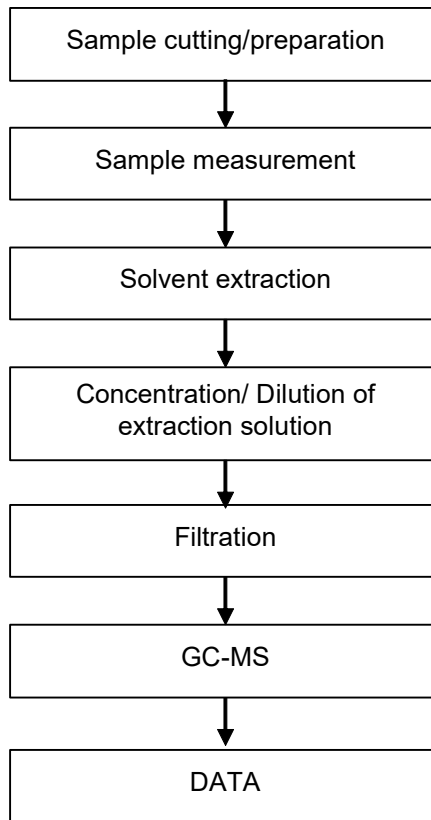 Sample cutting/preparation
Sample measurement
Solvent extraction
Concentration/ Dilution of
extraction solution
Filtration
GC-MS
DATA